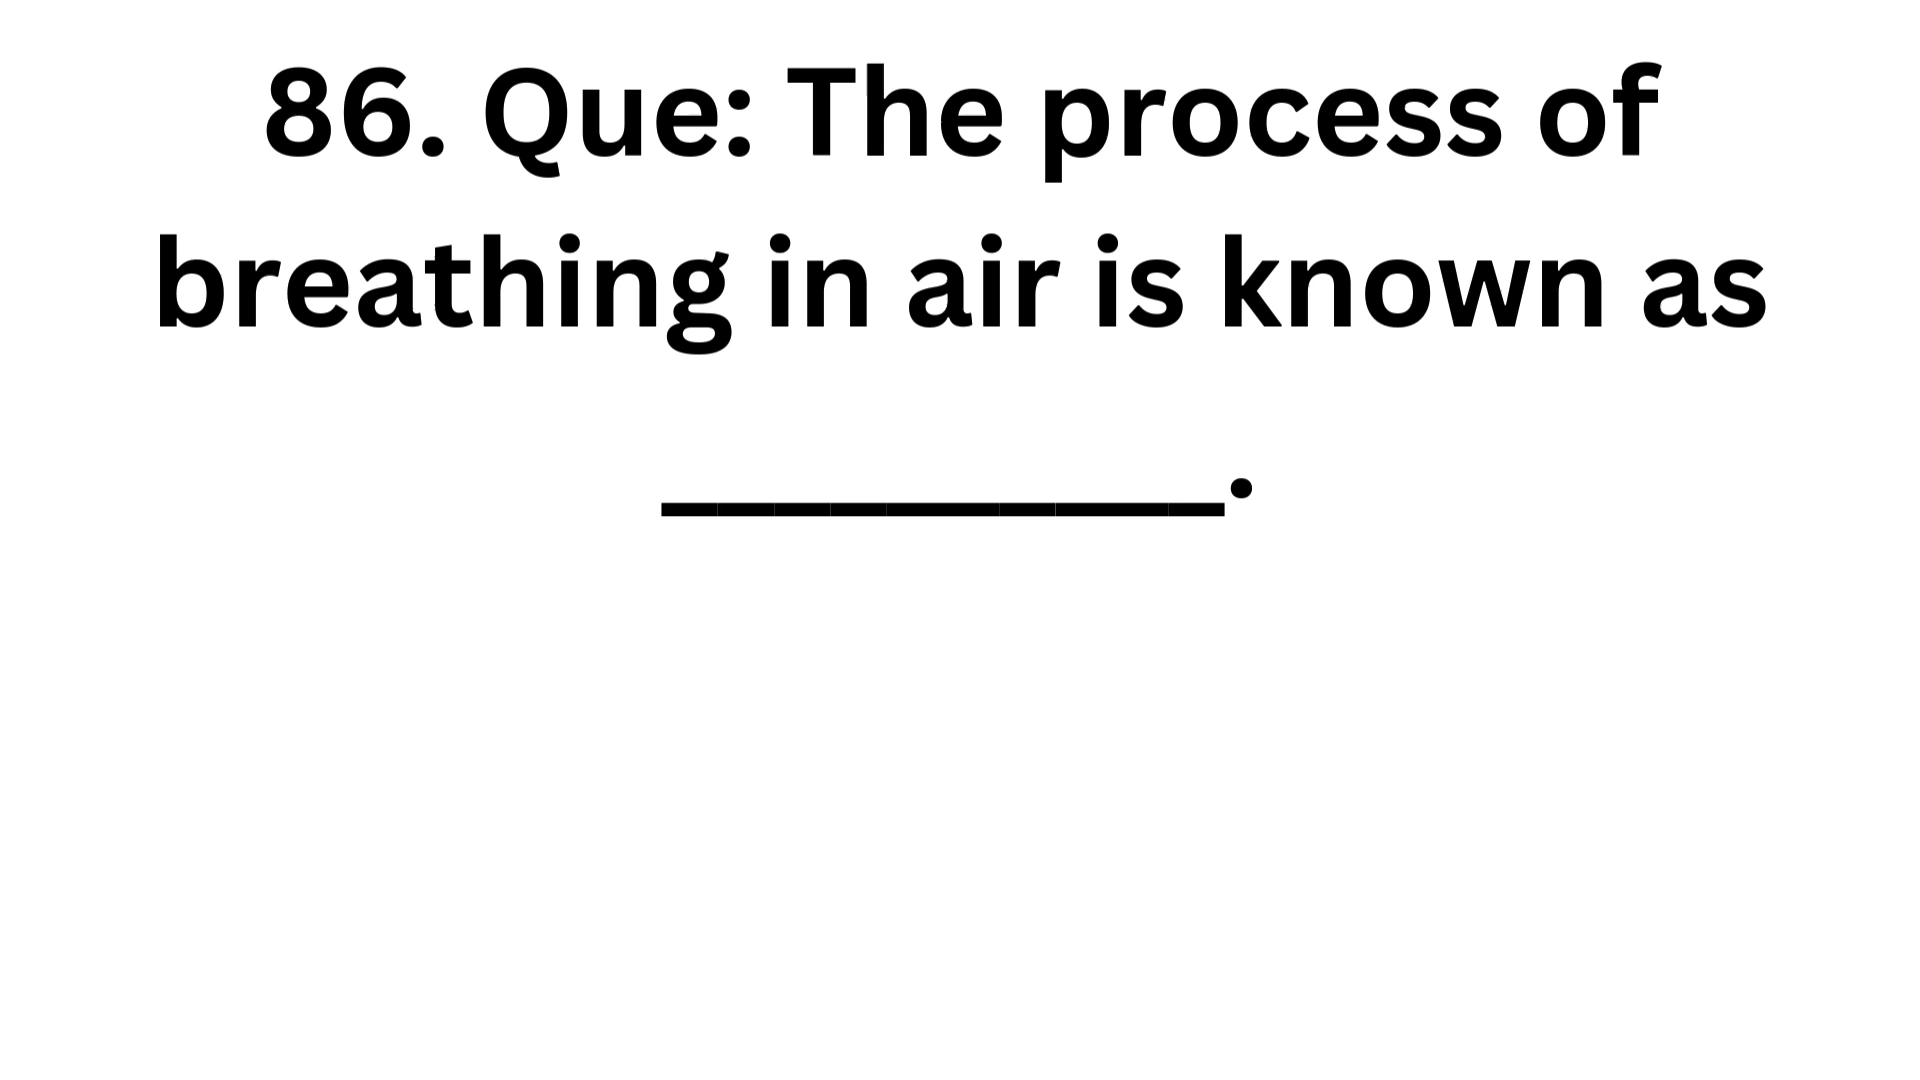 86. Que: The process of
breathing in air is known as
__________.